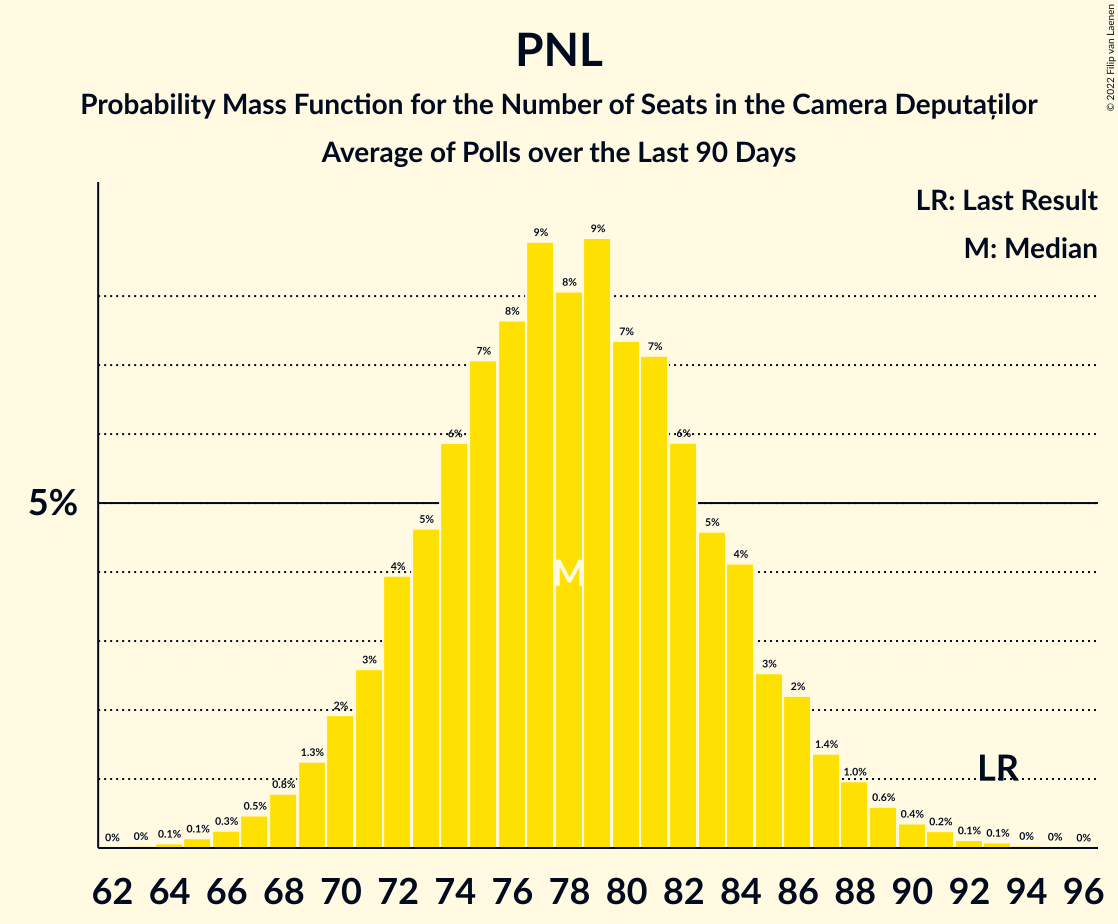 PNL
Probability Mass Function for the Number of Seats in the Camera Deputaților
Average of Polls over the Last 90 Days
© 2022 Filip van Laenen
LR: Last Result
M: Median
5%
0% 0% 0.1% 0.1% 0.3% 0.5% 0.8% 1.3% 2% 3% 4% 5% 6% 7% 8% 9% 8% 9% 7% 7% 6% 5% 4% 3% 2% 1.4% 1.0% 0.6% 0.4% 0.2% 0.1% 0.1% 0% 0% 0%
M
LR
62 64 66 68 70 72 74 76 78 80 82 84 86 88 90 92 94 96